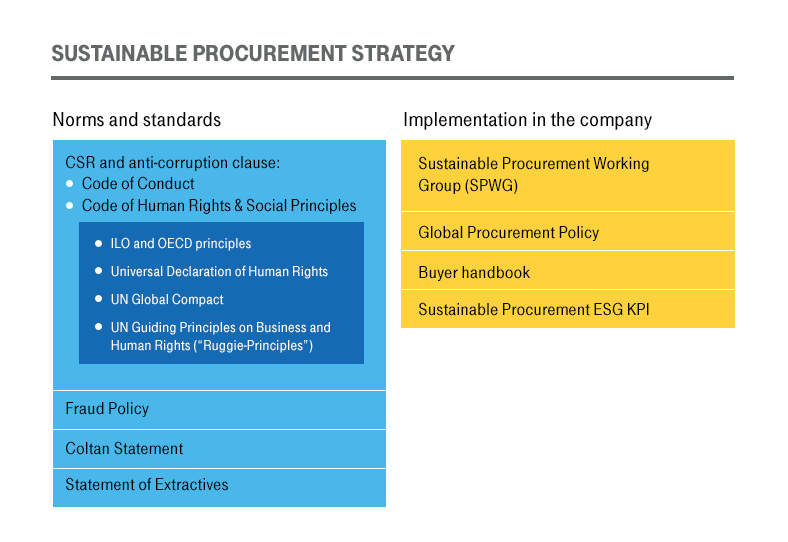 SUSTAINABLE PROCUREMENT STRATEGY
Norms and standards
CSR and anti-corruption clause:
• Code of Conduct
• Code of Human Rights & Social Principles
• ILO and OECD principles
• Universal Declaration of Human Rights
• UN Global Compact
• UN Guiding Principles on Business and
Human Rights (“Ruggie-Principles”)
Fraud Policy
Coltan Statement
Statement of Extractives
Implementation in the company
Sustainable Procurement Working
Group (SPWG)
Global Procurement Policy
Buyer handbook
Sustainable Procurement ESG KPI